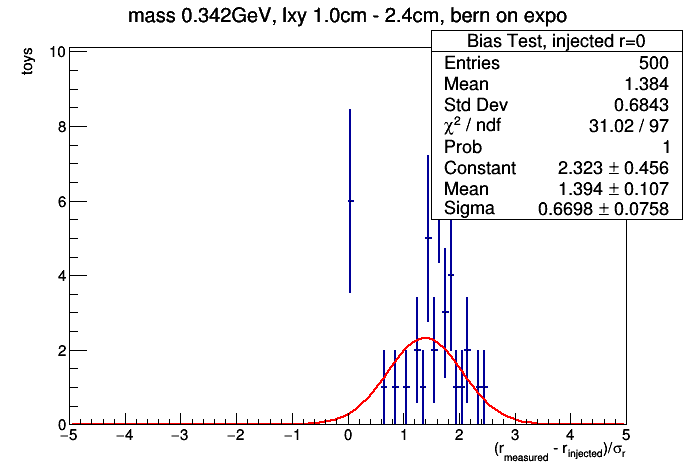 mass 0.342GeV, lxy 1.0cm - 2.4cm, bern on expo
Bias Test, injected r=0
Entries 500
Mean 1.384
Std Dev 0.6843
χ² / ndf 31.02 / 97
Prob 1
Constant 2.323 ± 0.456
Mean 1.394 ± 0.107
Sigma 0.6698 ± 0.0758
toys
10
8
6
4
2
0
−5 −4 −3 −2 −1 0 1 2 3 4 5
(r_measured - r_injected)/σ_r